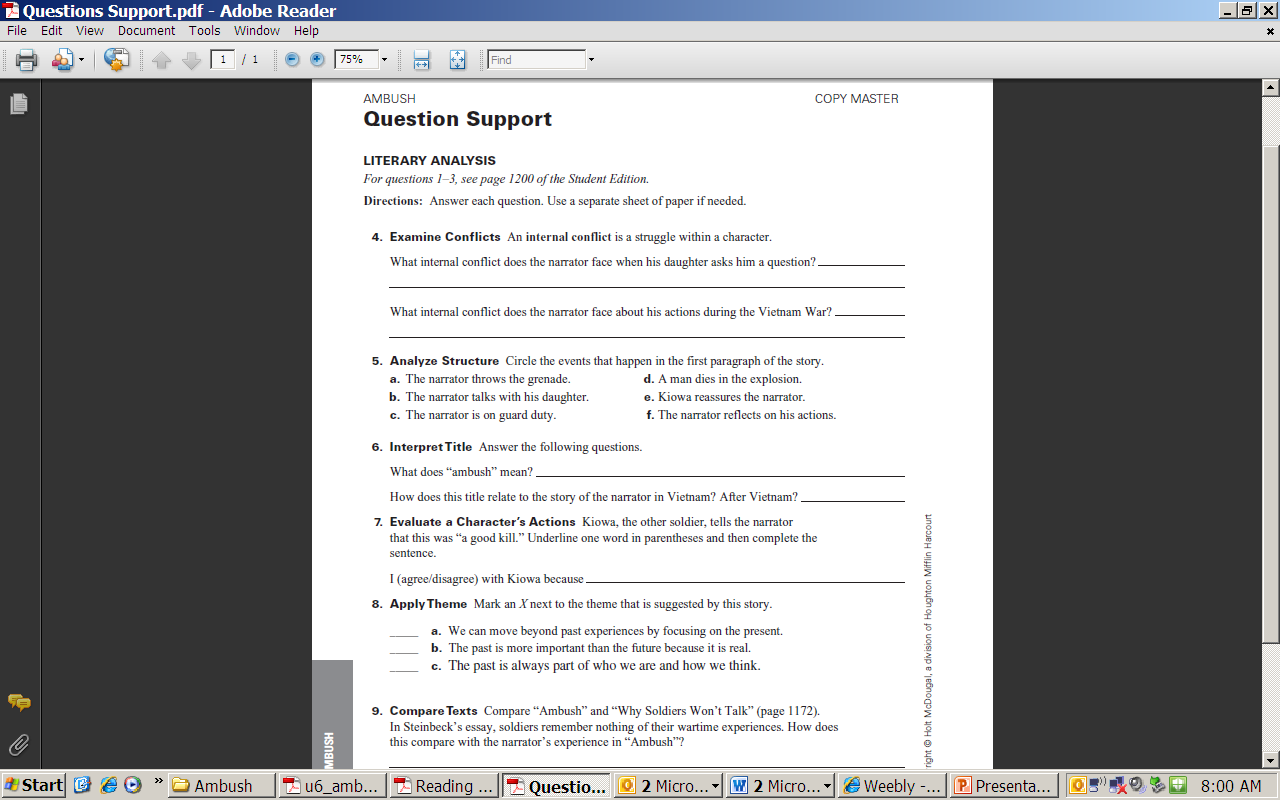 Questions Support.pdf - Adobe Reader
File Edit View Document Tools Window Help
1 / 1 75% Find
AMBUSH COPY MASTER
Question Support
LITERARY ANALYSIS
For questions 1–3, see page 1200 of the Student Edition.
Directions: Answer each question. Use a separate sheet of paper if needed.
4. Examine Conflicts An internal conflict is a struggle within a character.
What internal conflict does the narrator face when his daughter asks him a question?
What internal conflict does the narrator face about his actions during the Vietnam War?
5. Analyze Structure Circle the events that happen in the first paragraph of the story.
a. The narrator throws the grenade. d. A man dies in the explosion.
b. The narrator talks with his daughter. e. Kiowa reassures the narrator.
c. The narrator is on guard duty. f. The narrator reflects on his actions.
6. Interpret Title Answer the following questions.
What does “ambush” mean?
How does this title relate to the story of the narrator in Vietnam? After Vietnam?
7. Evaluate a Character’s Actions Kiowa, the other soldier, tells the narrator
that this was “a good kill.” Underline one word in parentheses and then complete the
sentence.
I (agree/disagree) with Kiowa because
8. Apply Theme Mark an X next to the theme that is suggested by this story.
a. We can move beyond past experiences by focusing on the present.
b. The past is more important than the future because it is real.
c. The past is always part of who we are and how we think.
9. Compare Texts Compare “Ambush” and “Why Soldiers Won’t Talk” (page 1172).
In Steinbeck’s essay, soldiers remember nothing of their wartime experiences. How does
this compare with the narrator’s experience in “Ambush”?
right © Holt McDougal, a division of Houghton Mifflin Harcourt
MBUSH
Start » Ambush u6_amb... Reading ... Questio... 2 Micro... 2 Micro... Weebly -... Presenta... 8:00 AM